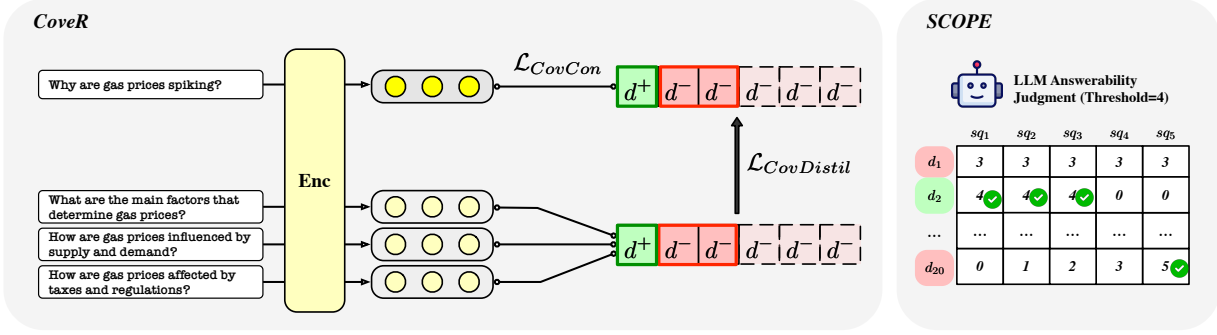 CoveR
Why are gas prices spiking?
Enc
What are the main factors that
determine gas prices?
How are gas prices influenced by
supply and demand?
How are gas prices affected by
taxes and regulations?
ℒ_CovCon
d⁺ d⁻ d⁻ d⁻ d⁻ d⁻
ℒ_CovDistil
d⁺ d⁻ d⁻ d⁻ d⁻ d⁻
SCOPE
LLM Answerability
Judgment (Threshold=4)
sq₁ sq₂ sq₃ sq₄ sq₅
d₁ 3 3 3 3 3
d₂ 4 4 4 0 0
... ... ... ... ... ...
d₂₀ 0 1 2 3 5